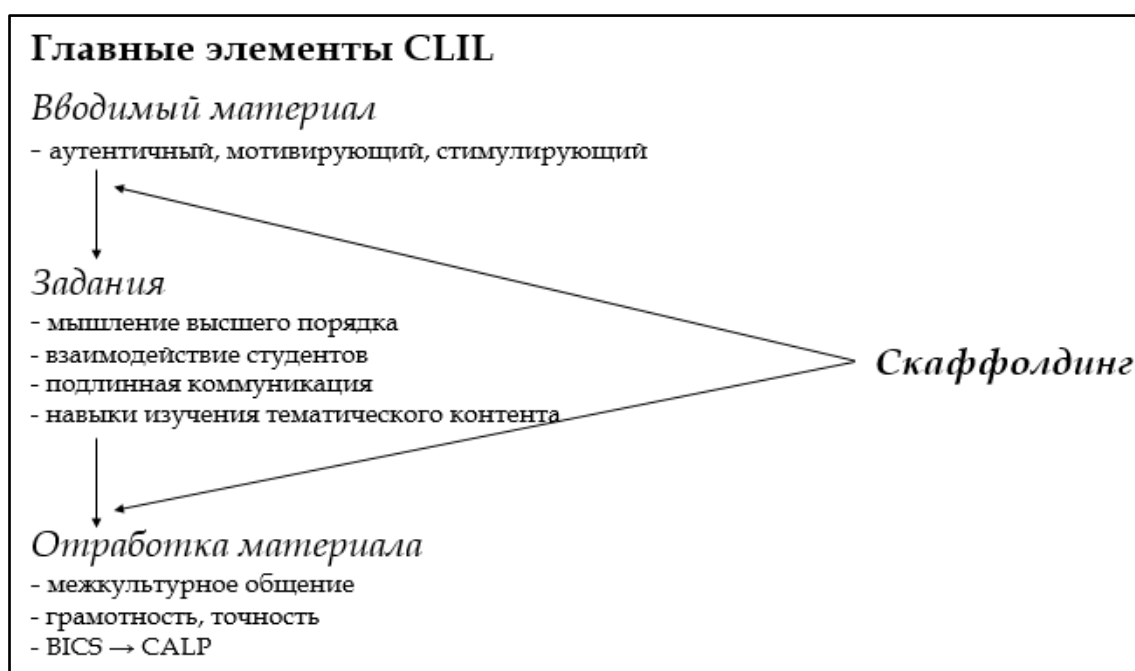 Главные элементы CLIL
Вводимый материал
- аутентичный, мотивирующий, стимулирующий
Задания
- мышление высшего порядка
- взаимодействие студентов
- подлинная коммуникация
- навыки изучения тематического контента
Скаффолдинг
Отработка материала
- межкультурное общение
- грамотность, точность
- BICS → CALP